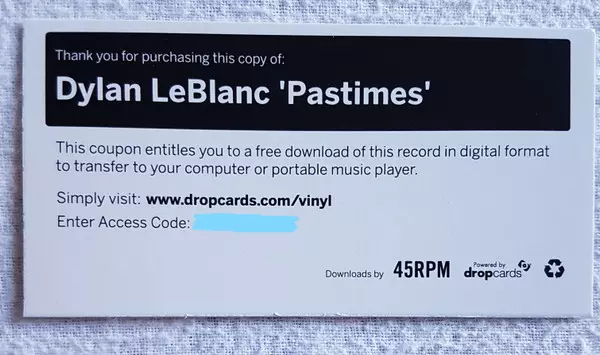 Thank you for purchasing this copy of:
Dylan LeBlanc 'Pastimes'
This coupon entitles you to a free download of this record in digital format
to transfer to your computer or portable music player.
Simply visit: www.dropcards.com/vinyl
Enter Access Code:
Downloads by 45RPM Powered by dropcards